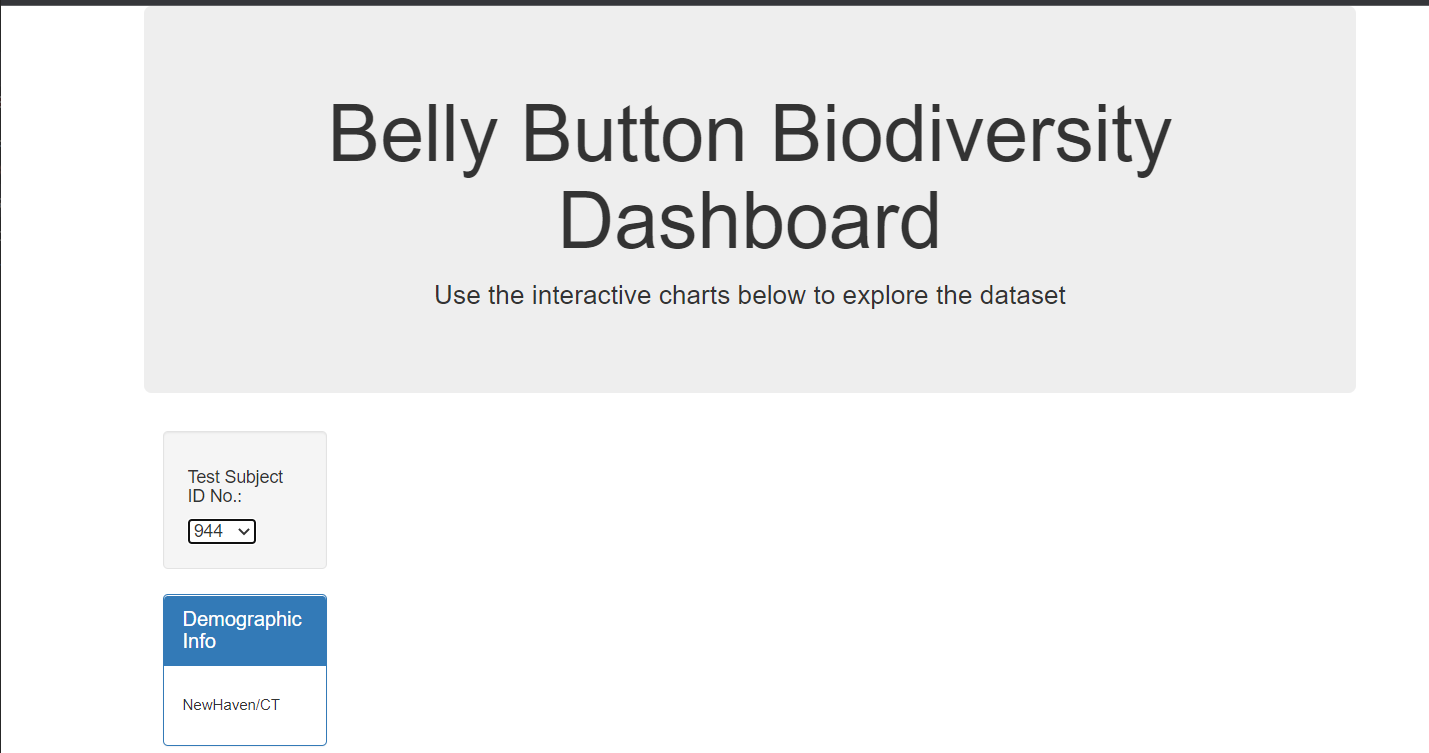 Belly Button Biodiversity
Dashboard
Use the interactive charts below to explore the dataset
Test Subject
ID No.:
944
Demographic
Info
NewHaven/CT